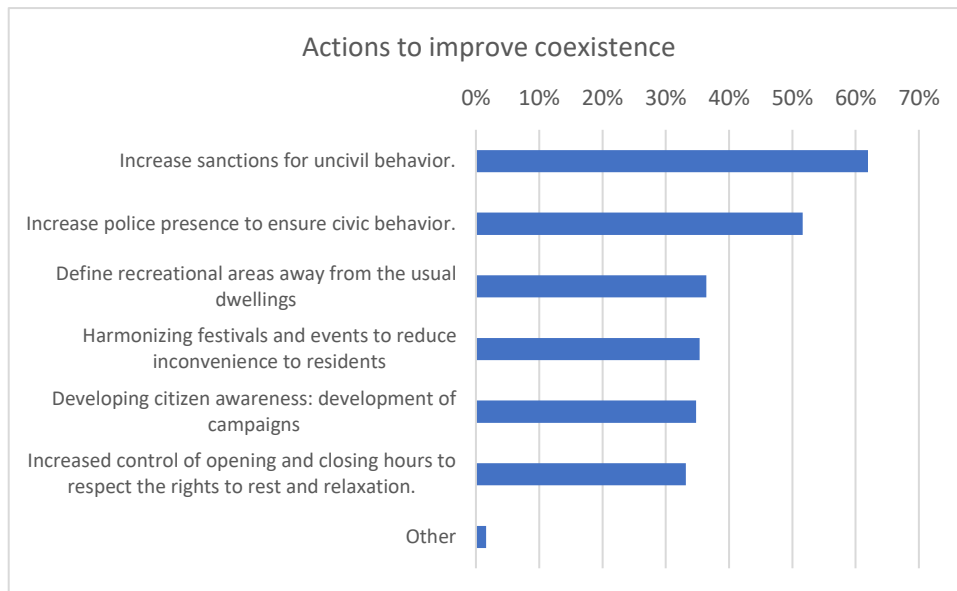 Actions to improve coexistence
0% 10% 20% 30% 40% 50% 60% 70%
Increase sanctions for uncivil behavior.
Increase police presence to ensure civic behavior.
Define recreational areas away from the usual
dwellings
Harmonizing festivals and events to reduce
inconvenience to residents
Developing citizen awareness: development of
campaigns
Increased control of opening and closing hours to
respect the rights to rest and relaxation.
Other